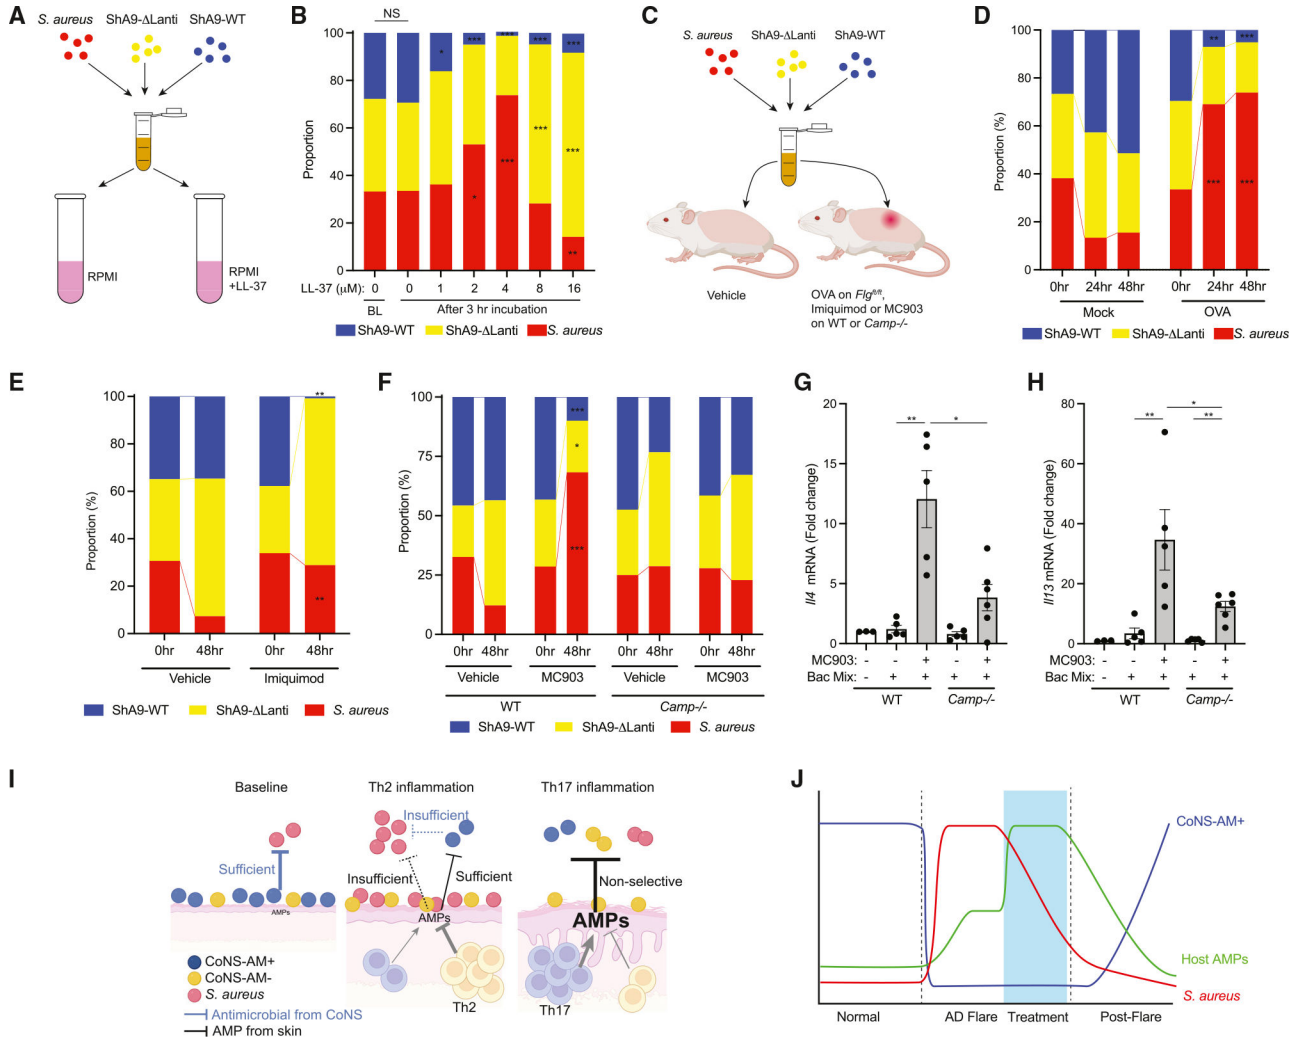 A
S. aureus
ShA9-ΔLanti
ShA9-WT
RPMI
RPMI
+LL-37
B
NS
Proportion
100
80
60
40
20
0
*
***
*
***
***
***
***
***
***
**
LL-37 (μM):
0
0
1
2
4
8
16
BL
After 3 hr incubation
ShA9-WT
ShA9-ΔLanti
S. aureus
C
S. aureus
ShA9-ΔLanti
ShA9-WT
Vehicle
OVA on Flgft/ft,
Imiquimod or MC903
on WT or Camp-/-
D
Proportion (%)
100
80
60
40
20
0
**
***
***
***
0hr
24hr
48hr
0hr
24hr
48hr
Mock
OVA
ShA9-WT
ShA9-ΔLanti
S. aureus
E
Proportion (%)
100
80
60
40
20
0
**
**
0hr
48hr
0hr
48hr
Vehicle
Imiquimod
ShA9-WT
ShA9-ΔLanti
S. aureus
F
Proportion (%)
100
75
50
25
0
***
*
***
0hr 48hr
0hr 48hr
0hr 48hr
0hr 48hr
Vehicle
MC903
Vehicle
MC903
WT
Camp-/-
ShA9-WT
ShA9-ΔLanti
S. aureus
G
Il4 mRNA (Fold change)
20
15
10
5
0
**
*
MC903: - - + - +
Bac Mix: - + + + +
WT
Camp-/-
H
Il13 mRNA (Fold change)
80
60
40
20
0
*
**
**
MC903: - - + - +
Bac Mix: - + + + +
WT
Camp-/-
I
Baseline
Th2 inflammation
Th17 inflammation
Sufficient
AMPs
Insufficient
Insufficient
Sufficient
AMPs
Th2
Non-selective
AMPs
Th17
CoNS-AM+
CoNS-AM-
S. aureus
Antimicrobial from CoNS
AMP from skin
J
CoNS-AM+
Host AMPs
S. aureus
Normal
AD Flare
Treatment
Post-Flare